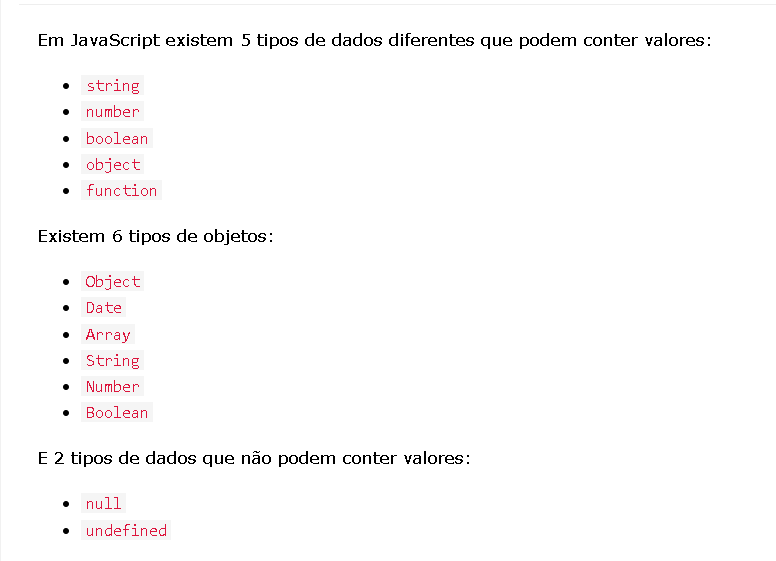 Em JavaScript existem 5 tipos de dados diferentes que podem conter valores:
string
number
boolean
object
function
Existem 6 tipos de objetos:
Object
Date
Array
String
Number
Boolean
E 2 tipos de dados que não podem conter valores:
null
undefined